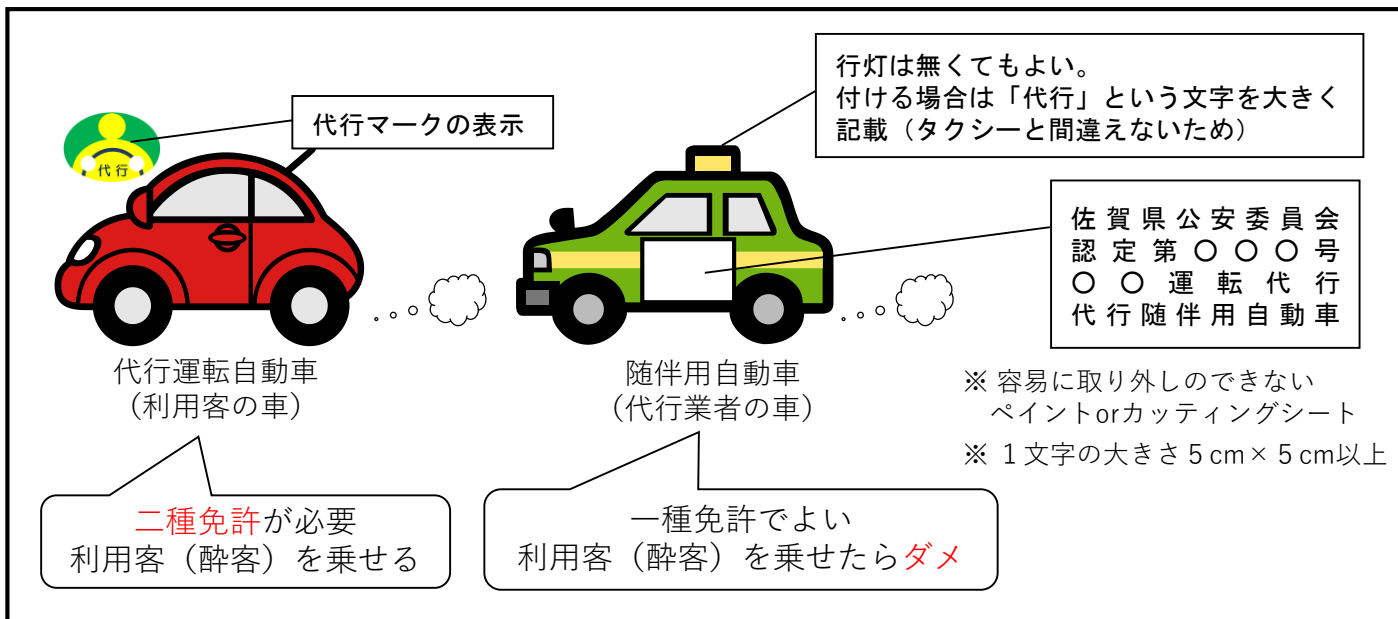 代行マークの表示
代行
行灯は無くてもよい。
付ける場合は「代行」という文字を大きく
記載（タクシーと間違えないため）
佐賀県公安委員会
認定第〇〇〇号
〇〇運転代行
代行随伴用自動車
代行運転自動車
（利用客の車）
随伴用自動車
（代行業者の車）
※ 容易に取り外しのできない
ペイントorカッティングシート
※ １文字の大きさ５cm×５cm以上
二種免許が必要
利用客（酔客）を乗せる
一種免許でよい
利用客（酔客）を乗せたらダメ